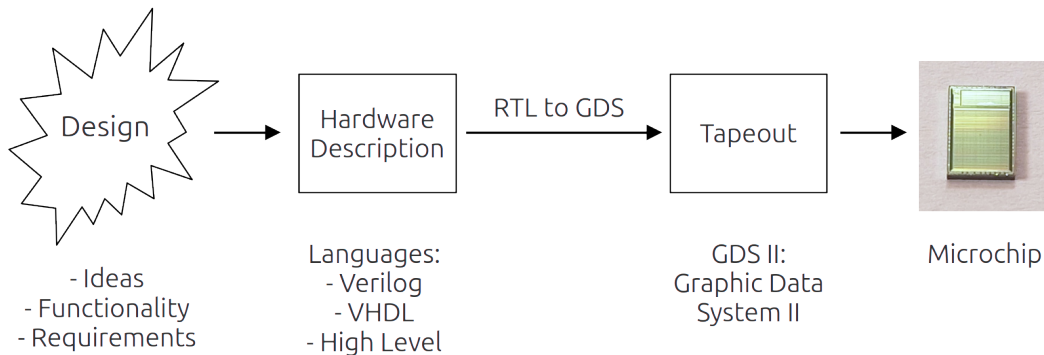 Design
Hardware
Description
RTL to GDS
Tapeout
- Ideas
- Functionality
- Requirements
Languages:
- Verilog
- VHDL
- High Level
GDS II:
Graphic Data
System II
Microchip